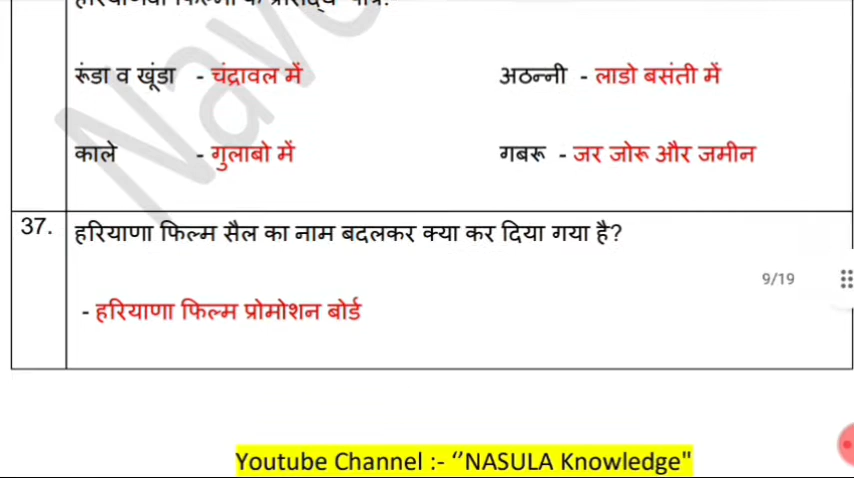 रूंडा व खूंडा - चंद्रावल में
अठन्नी - लाडो बसंती में
काले - गुलाबो में
गबरू - जर जोरू और जमीन
37. हरियाणा फिल्म सैल का नाम बदलकर क्या कर दिया गया है?
9/19
- हरियाणा फिल्म प्रोमोशन बोर्ड
Youtube Channel :- ‘’NASULA Knowledge"